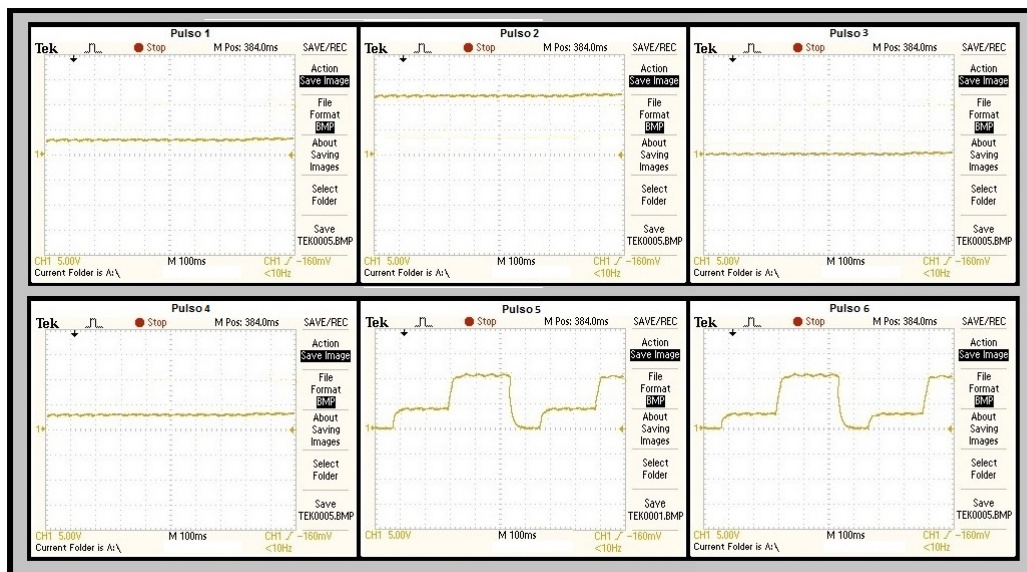 Pulso 1
Tek
Stop
M Pos: 384.0ms
SAVE/REC
Action
Save Image
File
Format
BMP
About
Saving
Images
Select
Folder
Save
TEK0005.BMP
1
CH1 5.00V
M 100ms
CH1 -160mV
Current Folder is A:\
<10Hz
Pulso 2
Tek
Stop
M Pos: 384.0ms
SAVE/REC
Action
Save Image
File
Format
BMP
About
Saving
Images
Select
Folder
Save
TEK0005.BMP
1
CH1 5.00V
M 100ms
CH1 -160mV
Current Folder is A:\
<10Hz
Pulso 3
Tek
Stop
M Pos: 384.0ms
SAVE/REC
Action
Save Image
File
Format
BMP
About
Saving
Images
Select
Folder
Save
TEK0005.BMP
1
CH1 5.00V
M 100ms
CH1 -160mV
Current Folder is A:\
<10Hz
Pulso 4
Tek
Stop
M Pos: 384.0ms
SAVE/REC
Action
Save Image
File
Format
BMP
About
Saving
Images
Select
Folder
Save
TEK0005.BMP
1
CH1 5.00V
M 100ms
CH1 -160mV
Current Folder is A:\
<10Hz
Pulso 5
Tek
Stop
M Pos: 384.0ms
SAVE/REC
Action
Save Image
File
Format
BMP
About
Saving
Images
Select
Folder
Save
TEK0001.BMP
1
CH1 5.00V
M 100ms
CH1 -160mV
Current Folder is A:\
<10Hz
Pulso 6
Tek
Stop
M Pos: 384.0ms
SAVE/REC
Action
Save Image
File
Format
BMP
About
Saving
Images
Select
Folder
Save
TEK0005.BMP
1
CH1 5.00V
M 100ms
CH1 -160mV
Current Folder is A:\
<10Hz